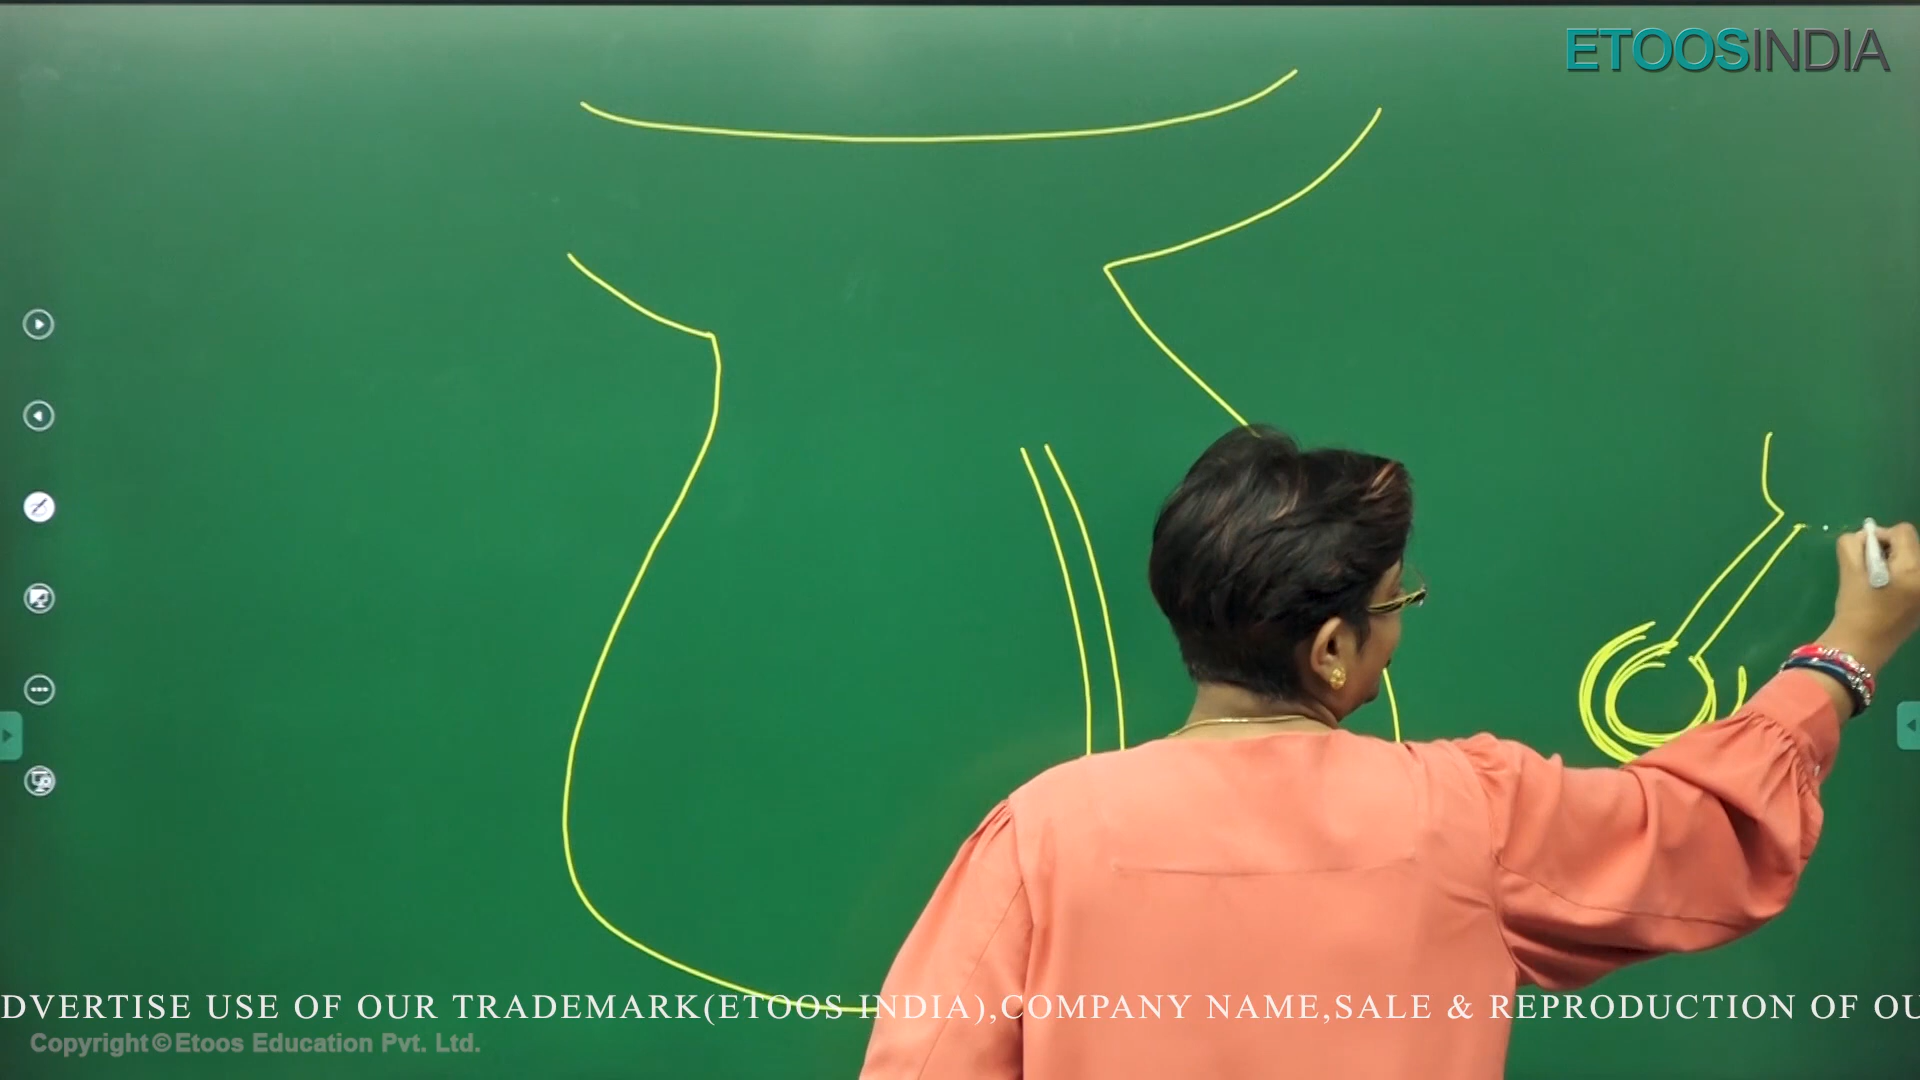 ETOOSINDIA
DVERTISE USE OF OUR TRADEMARK(ETOOS INDIA),COMPANY NAME,SALE & REPRODUCTION OF OU
Copyright © Etoos Education Pvt. Ltd.